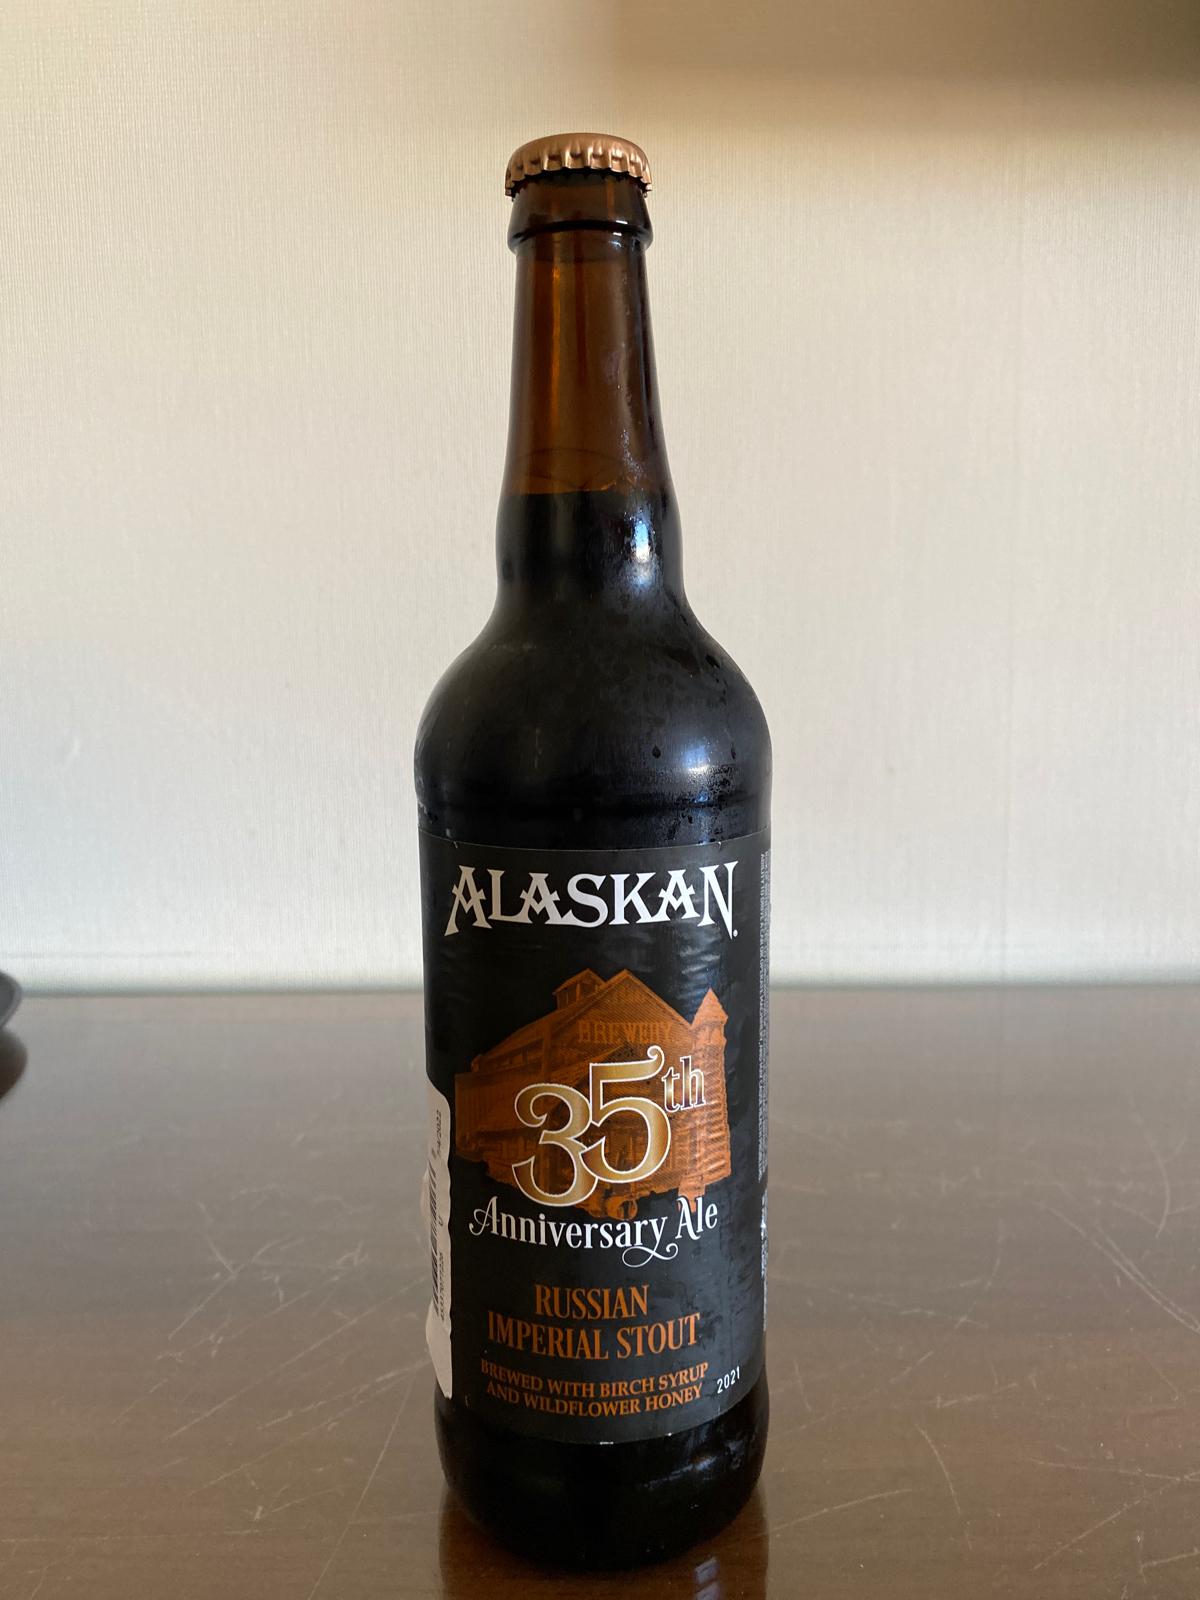 ALASKAN
BREWERY
35th
Anniversary Ale
RUSSIAN
IMPERIAL STOUT
BREWED WITH BIRCH SYRUP
AND WILDFLOWER HONEY
2021